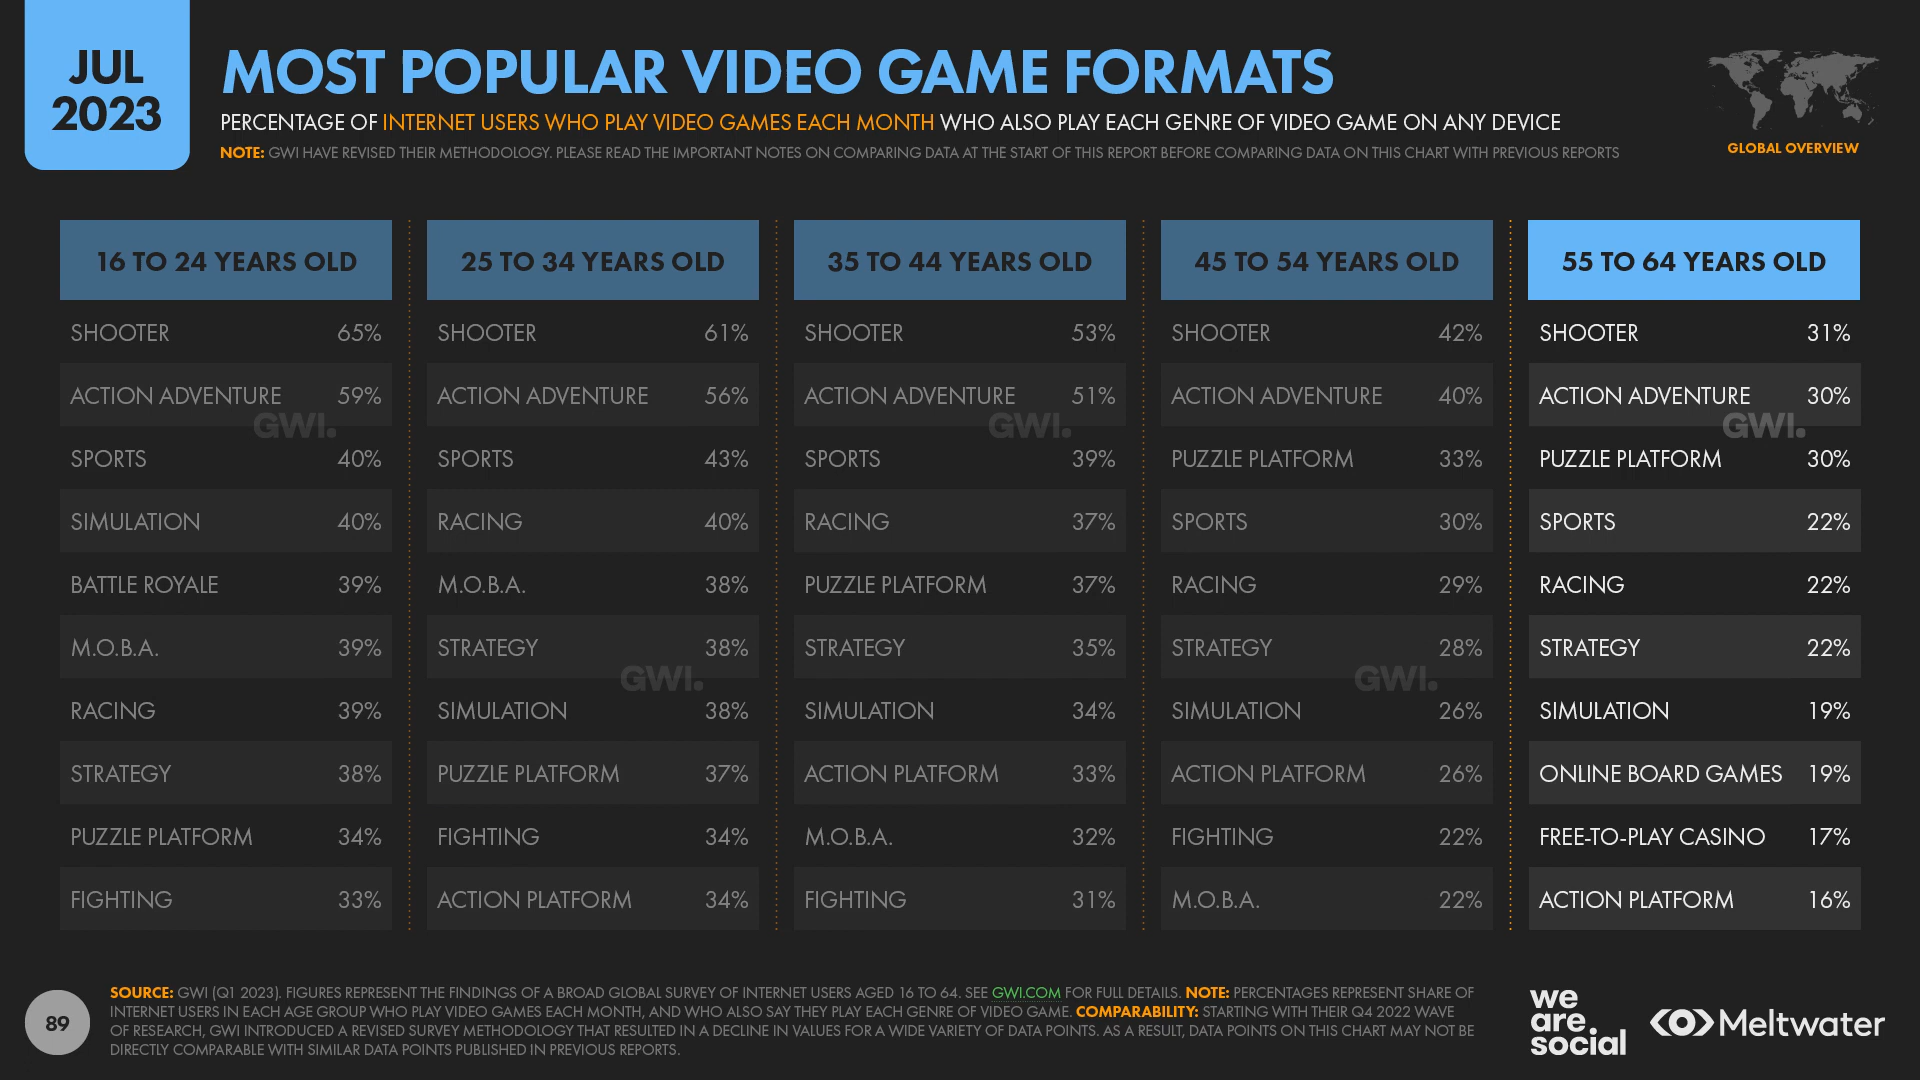 JUL
2023
MOST POPULAR VIDEO GAME FORMATS
PERCENTAGE OF INTERNET USERS WHO PLAY VIDEO GAMES EACH MONTH WHO ALSO PLAY EACH GENRE OF VIDEO GAME ON ANY DEVICE
NOTE: GWI HAVE REVISED THEIR METHODOLOGY. PLEASE READ THE IMPORTANT NOTES ON COMPARING DATA AT THE START OF THIS REPORT BEFORE COMPARING DATA ON THIS CHART WITH PREVIOUS REPORTS
GLOBAL OVERVIEW
16 TO 24 YEARS OLD
SHOOTER 65%
ACTION ADVENTURE 59%
GWI.
SPORTS 40%
SIMULATION 40%
BATTLE ROYALE 39%
M.O.B.A. 39%
RACING 39%
STRATEGY 38%
PUZZLE PLATFORM 34%
FIGHTING 33%
25 TO 34 YEARS OLD
SHOOTER 61%
ACTION ADVENTURE 56%
SPORTS 43%
RACING 40%
M.O.B.A. 38%
STRATEGY 38%
GWI.
SIMULATION 38%
PUZZLE PLATFORM 37%
FIGHTING 34%
ACTION PLATFORM 34%
35 TO 44 YEARS OLD
SHOOTER 53%
ACTION ADVENTURE 51%
GWI.
SPORTS 39%
RACING 37%
PUZZLE PLATFORM 37%
STRATEGY 35%
SIMULATION 34%
ACTION PLATFORM 33%
M.O.B.A. 32%
FIGHTING 31%
45 TO 54 YEARS OLD
SHOOTER 42%
ACTION ADVENTURE 40%
PUZZLE PLATFORM 33%
SPORTS 30%
RACING 29%
STRATEGY 28%
GWI.
SIMULATION 26%
ACTION PLATFORM 26%
FIGHTING 22%
M.O.B.A. 22%
55 TO 64 YEARS OLD
SHOOTER 31%
ACTION ADVENTURE 30%
GWI.
PUZZLE PLATFORM 30%
SPORTS 22%
RACING 22%
STRATEGY 22%
SIMULATION 19%
ONLINE BOARD GAMES 19%
FREE-TO-PLAY CASINO 17%
ACTION PLATFORM 16%
89
SOURCE: GWI (Q1 2023). FIGURES REPRESENT THE FINDINGS OF A BROAD GLOBAL SURVEY OF INTERNET USERS AGED 16 TO 64. SEE GWI.COM FOR FULL DETAILS. NOTE: PERCENTAGES REPRESENT SHARE OF
INTERNET USERS IN EACH AGE GROUP WHO PLAY VIDEO GAMES EACH MONTH, AND WHO ALSO SAY THEY PLAY EACH GENRE OF VIDEO GAME. COMPARABILITY: STARTING WITH THEIR Q4 2022 WAVE
OF RESEARCH, GWI INTRODUCED A REVISED SURVEY METHODOLOGY THAT RESULTED IN A DECLINE IN VALUES FOR A WIDE VARIETY OF DATA POINTS. AS A RESULT, DATA POINTS ON THIS CHART MAY NOT BE
DIRECTLY COMPARABLE WITH SIMILAR DATA POINTS PUBLISHED IN PREVIOUS REPORTS.
we
are.
social
Meltwater